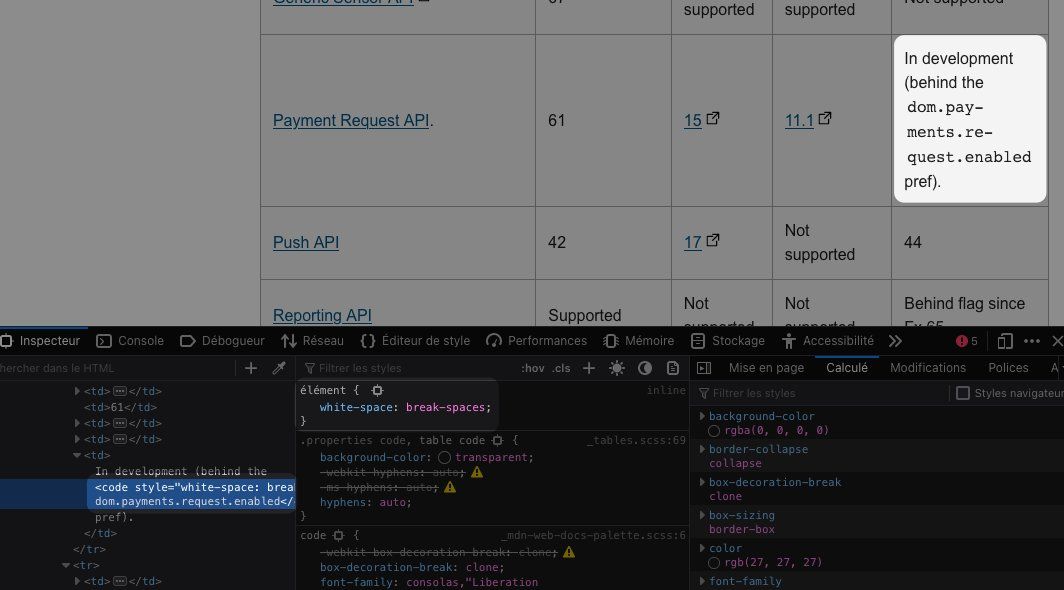 Generic Sensor API
67
supported
supported
Not supported
Payment Request API.
61
15
11.1
In development
(behind the
dom.pay-
ments.re-
quest.enabled
pref).
Push API
42
17
Not
supported
44
Reporting API
Supported
Not
supported
Not
supported
Behind flag since
Fx 65
Inspecteur
Console
Débogueur
Réseau
Éditeur de style
Performances
Mémoire
Stockage
Accessibilité
5
hercher dans le HTML
<td> </td>
<td>61</td>
<td> </td>
<td> </td>
<td>
In development (behind the
<code style="white-space: brea
dom.payments.request.enabled</
pref).
</td>
</tr>
<tr>
<td> </td>
Filtrer les styles
:hov .cls
élément {
inline
white-space: break-spaces;
}
.properties code, table code {
_tables.scss:69
background-color: transparent;
-webkit-hyphens: auto;
-ms-hyphens: auto;
hyphens: auto;
}
code {
_mdn-web-docs-palette.scss:6
-webkit-box-decoration-break: clone;
box-decoration-break: clone;
font-family: consolas,"Liberation
Mise en page
Calculé
Modifications
Polices
A
Filtrer les styles
Styles navigateur
background-color
rgba(0, 0, 0, 0)
border-collapse
collapse
box-decoration-break
clone
box-sizing
border-box
color
rgb(27, 27, 27)
font-family